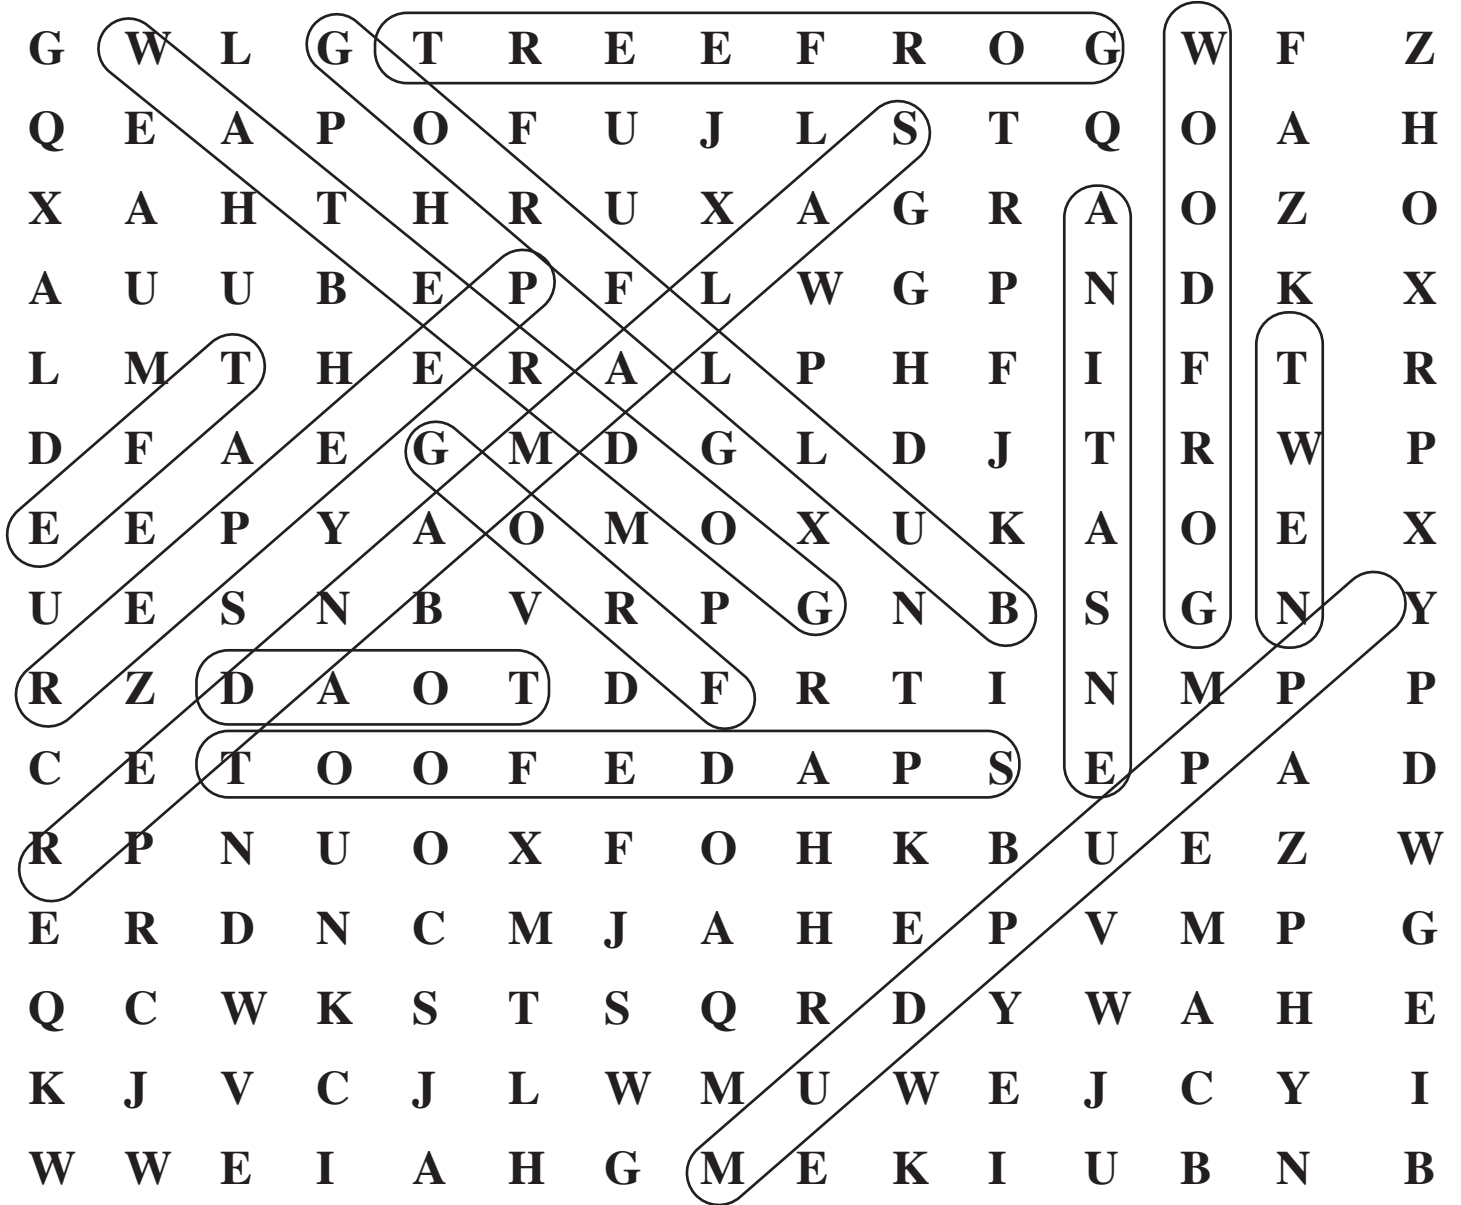 G W L G T R E E F R O G W F Z
Q E A P O F U J L S T Q O A H
X A H T H R U X A G R A O Z O
A U U B E P F L W G P N D K X
L M T H E R A L P H F I F T R
D F A E G M D G L D J T R W P
E E P Y A O M O X U K A O E X
U E S N B V R P G N B S G N Y
R Z D A O T D F R T I N M P P
C E T O O F E D A P S E P A D
R P N U O X F O H K B U E Z W
E R D N C M J A H E P V M P G
Q C W K S T S Q R D Y W A H E
K J V C J L W M U W E J C Y I
W W E I A H G M E K I U B N B